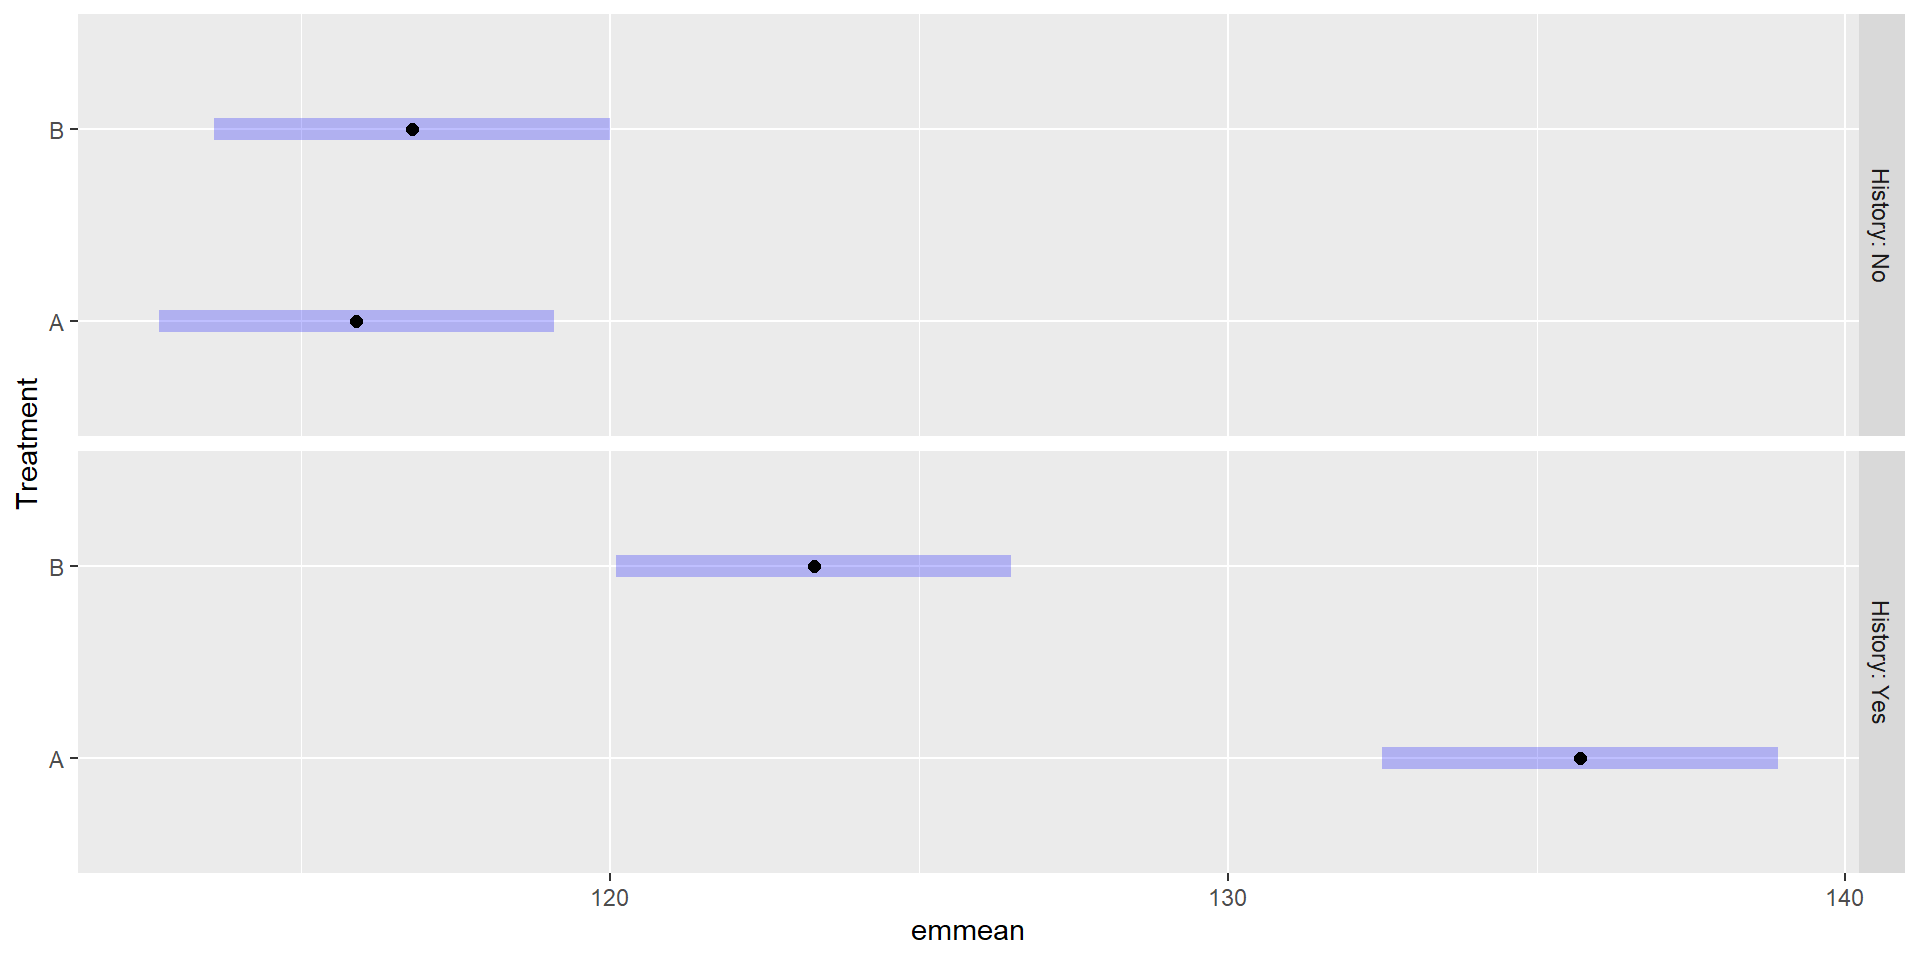 B
A
History: No
Treatment
B
A
History: Yes
120
130
140
emmean